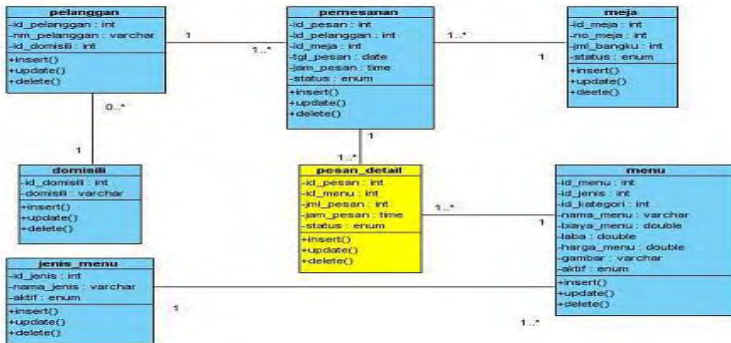 pelanggan
-id_pelanggan : int
-nm_pelanggan : varchar
-id_domisili : int
+insert()
+update()
+delete()
1
1..*
pemesanan
-id_pesan : int
-id_pelanggan : int
-id_meja : int
-tgl_pesan : date
-jam_pesan : time
-status : enum
+insert()
+update()
+delete()
1..*
1
meja
-id_meja : int
-no_meja : int
-jml_bangku : int
-status : enum
+insert()
+update()
+deete()
0..*
1
domisili
-id_domisili : int
-domisili : varchar
+insert()
+update()
+delete()
1
1..*
pesan_detail
-id_pesan : int
-id_menu : int
-jml_pesan : int
-jam_pesan : time
-status : enum
+insert()
+update()
+delete()
1..*
1
menu
-id_menu : int
-id_jenis : int
-id_kategori : int
-nama_menu : varchar
-biaya_menu : double
-laba : double
-harga_menu : double
-gambar : varchar
-aktif : enum
+insert()
+update()
+delete()
jenis_menu
-id_jenis : int
-nama_jenis : varchar
-aktif : enum
+insert()
+update()
+delete()
1
1..*